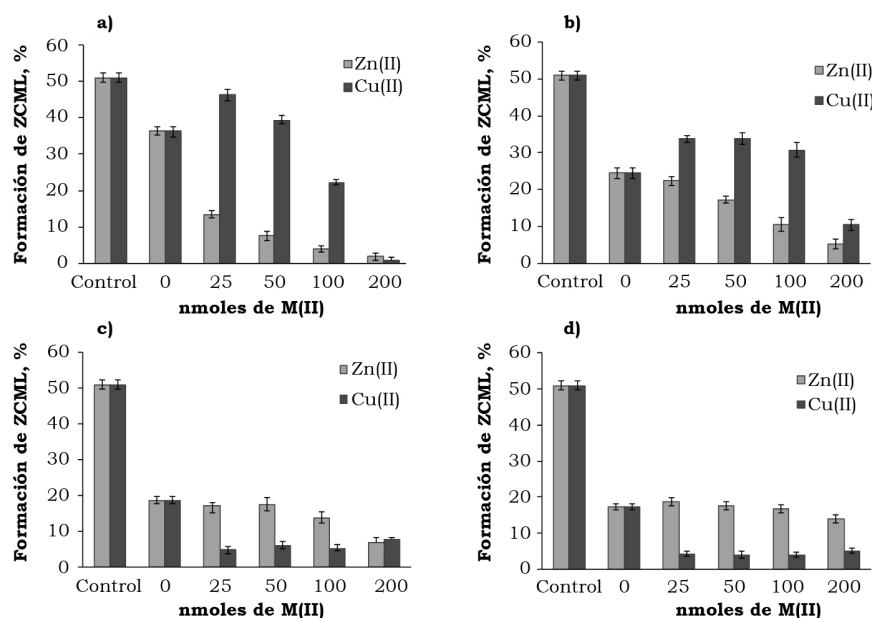 a)
Formación de ZCML, %
60
50
40
30
20
10
0
Zn(II)
Cu(II)
Control 0 25 50 100 200
nmoles de M(II)
b)
Formación de ZCML, %
60
50
40
30
20
10
0
Zn(II)
Cu(II)
Control 0 25 50 100 200
nmoles de M(II)
c)
Formación de ZCML, %
60
50
40
30
20
10
0
Zn(II)
Cu(II)
Control 0 25 50 100 200
nmoles de M(II)
d)
Formación de ZCML, %
60
50
40
30
20
10
0
Zn(II)
Cu(II)
Control 0 25 50 100 200
nmoles de M(II)